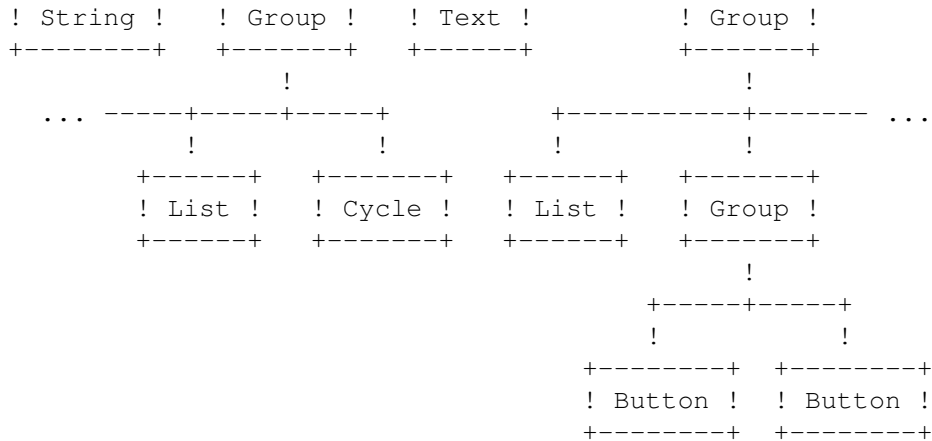 ! String !   ! Group !   ! Text !         ! Group !
+--------+   +-------+   +------+         +-------+
                 !                            !
  ... -----+-----+-----+          +-----------+------- ...
           !           !          !           !
        +------+   +-------+   +------+   +-------+
        ! List !   ! Cycle !   ! List !   ! Group !
        +------+   +-------+   +------+   +-------+
                                              !
                                        +-----+-----+
                                        !           !
                                    +--------+  +--------+
                                    ! Button !  ! Button !
                                    +--------+  +--------+